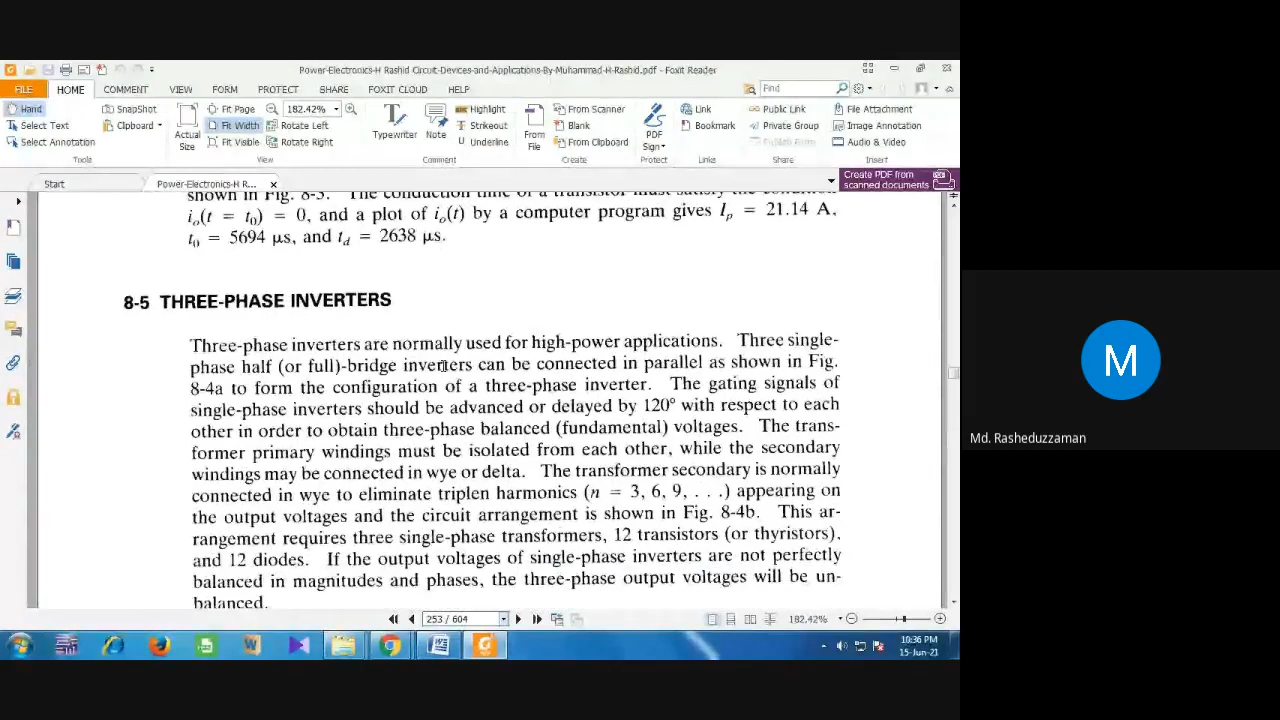 Power-Electronics-H Rashid Circuit-Devices-and-Applications-By-Muhammad-H-Rashid.pdf - Foxit Reader
FILE HOME COMMENT VIEW FORM PROTECT SHARE FOXIT CLOUD HELP Find
Hand
Select Text
Select Annotation
Tools
SnapShot
Clipboard
Actual Size
Fit Page
Fit Width
Fit Visible
182.42%
Rotate Left
Rotate Right
View
Typewriter
Note
Highlight
Strikeout
Underline
Comment
From File
From Scanner
Blank
From Clipboard
Create
PDF Sign
Protect
Link
Bookmark
Links
Public Link
Private Group
Share
File Attachment
Image Annotation
Audio & Video
Insert
Start
Power-Electronics-H R...
Create PDF from
scanned documents
shown in Fig. 8-5. The conduction time of a transistor must satisfy the
i₀(t = t₀) = 0, and a plot of i₀(t) by a computer program gives Iₚ = 21.14 A,
t₀ = 5694 μs, and t_d = 2638 μs.
8-5 THREE-PHASE INVERTERS
Three-phase inverters are normally used for high-power applications. Three single-
phase half (or full)-bridge inverters can be connected in parallel as shown in Fig.
8-4a to form the configuration of a three-phase inverter. The gating signals of
single-phase inverters should be advanced or delayed by 120° with respect to each
other in order to obtain three-phase balanced (fundamental) voltages. The trans-
former primary windings must be isolated from each other, while the secondary
windings may be connected in wye or delta. The transformer secondary is normally
connected in wye to eliminate triplen harmonics (n = 3, 6, 9, . . .) appearing on
the output voltages and the circuit arrangement is shown in Fig. 8-4b. This ar-
rangement requires three single-phase transformers, 12 transistors (or thyristors),
and 12 diodes. If the output voltages of single-phase inverters are not perfectly
balanced in magnitudes and phases, the three-phase output voltages will be un-
balanced.
253 / 604
182.42%
10:36 PM
15-Jun-21
M
Md. Rasheduzzaman